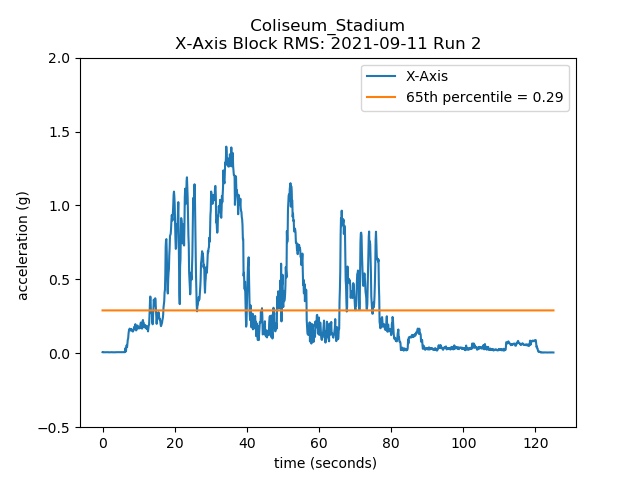 Coliseum_Stadium
X-Axis Block RMS: 2021-09-11 Run 2
X-Axis
65th percentile = 0.29
acceleration (g)
2.0
1.5
1.0
0.5
0.0
−0.5
0 20 40 60 80 100 120
time (seconds)